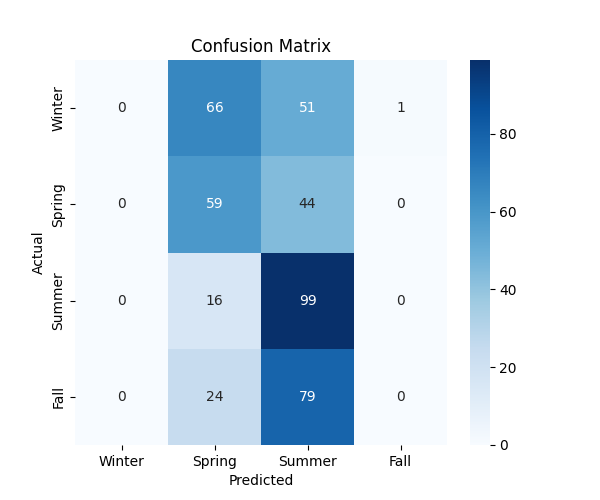 Confusion Matrix
Actual
Winter 0 66 51 1
Spring 0 59 44 0
Summer 0 16 99 0
Fall 0 24 79 0
Winter Spring Summer Fall
Predicted
80
60
40
20
0